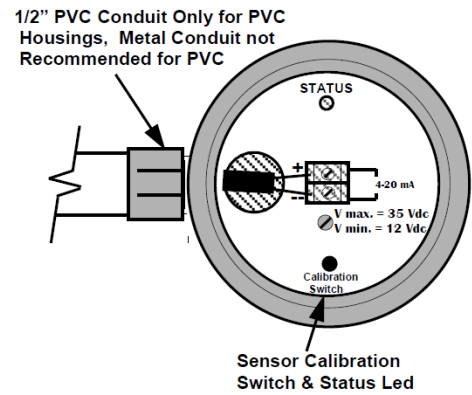 1/2” PVC Conduit Only for PVC
Housings, Metal Conduit not
Recommended for PVC
STATUS
+
4-20 mA
--
V max. = 35 Vdc
V min. = 12 Vdc
Calibration
Switch
Sensor Calibration
Switch & Status Led